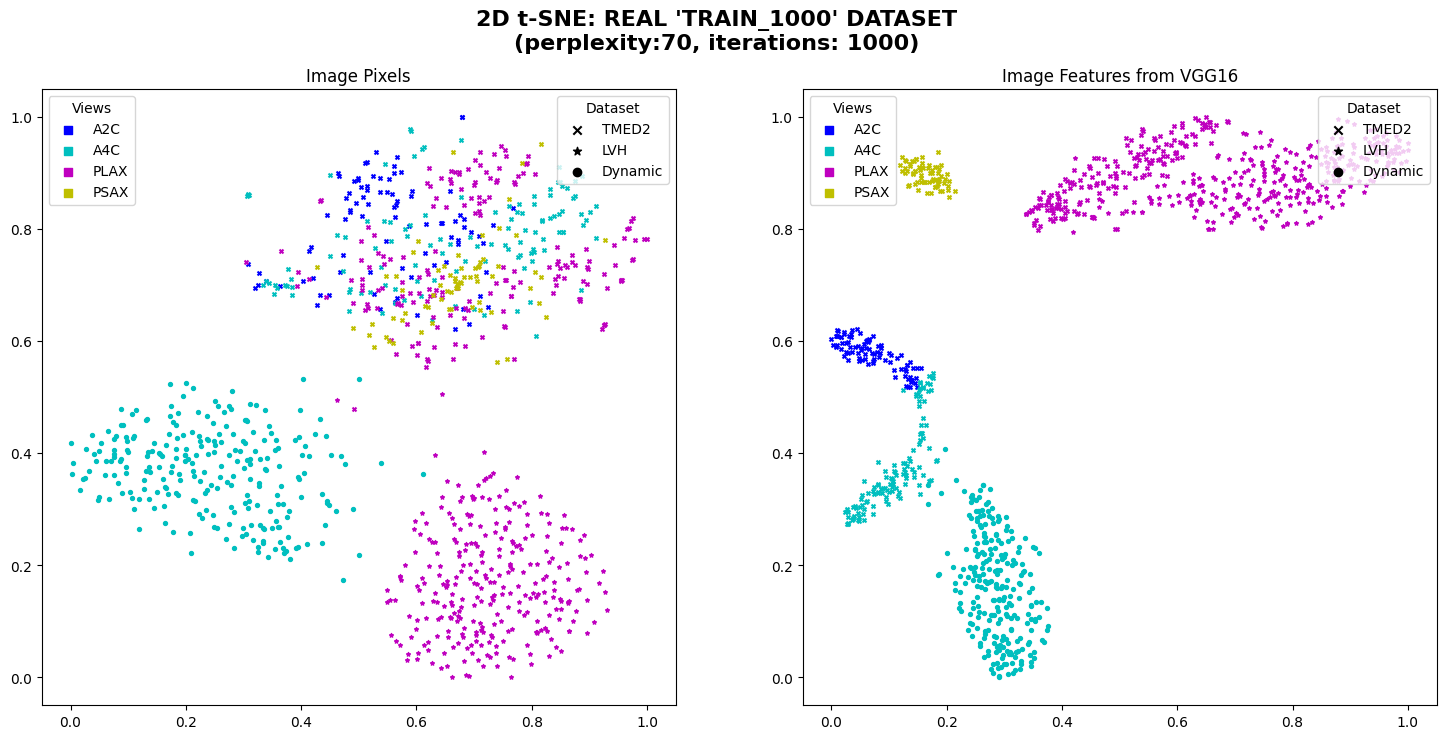 2D t-SNE: REAL 'TRAIN_1000' DATASET
(perplexity:70, iterations: 1000)
Image Pixels
Views
A2C
A4C
PLAX
PSAX
Dataset
TMED2
LVH
Dynamic
1.0
0.8
0.6
0.4
0.2
0.0
0.0 0.2 0.4 0.6 0.8 1.0
Image Features from VGG16
Views
A2C
A4C
PLAX
PSAX
Dataset
TMED2
LVH
Dynamic
1.0
0.8
0.6
0.4
0.2
0.0
0.0 0.2 0.4 0.6 0.8 1.0